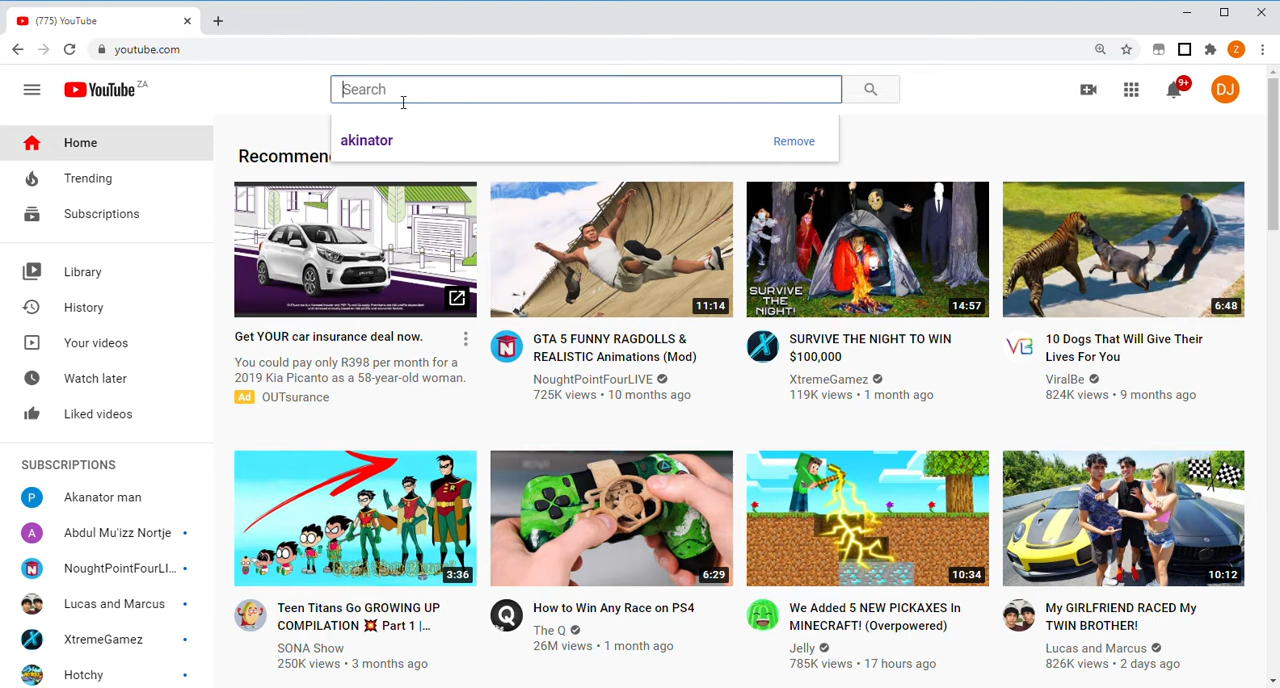 (775) YouTube
youtube.com
Z
YouTube ZA
Search
9+
DJ
akinator
Remove
Home
Trending
Subscriptions
Library
History
Your videos
Watch later
Liked videos
SUBSCRIPTIONS
P Akanator man
A Abdul Mu'izz Nortje
N NoughtPointFourLI...
Lucas and Marcus
X XtremeGamez
Hotchy
Recommen
picanto
Get YOUR car insurance deal now.
You could pay only R398 per month for a
2019 Kia Picanto as a 58-year-old woman.
Ad OUTsurance
11:14
N
GTA 5 FUNNY RAGDOLLS &
REALISTIC Animations (Mod)
NoughtPointFourLIVE
725K views • 10 months ago
SURVIVE
THE NIGHT!
14:57
X
SURVIVE THE NIGHT TO WIN
$100,000
XtremeGamez
119K views • 1 month ago
6:48
VB
10 Dogs That Will Give Their
Lives For You
ViralBe
824K views • 9 months ago
3:36
Teen Titans Go GROWING UP
COMPILATION 💥 Part 1 |...
SONA Show
250K views • 3 months ago
6:29
Q
How to Win Any Race on PS4
The Q
26M views • 1 month ago
10:34
We Added 5 NEW PICKAXES In
MINECRAFT! (Overpowered)
Jelly
785K views • 17 hours ago
10:12
My GIRLFRIEND RACED My
TWIN BROTHER!
Lucas and Marcus
826K views • 2 days ago